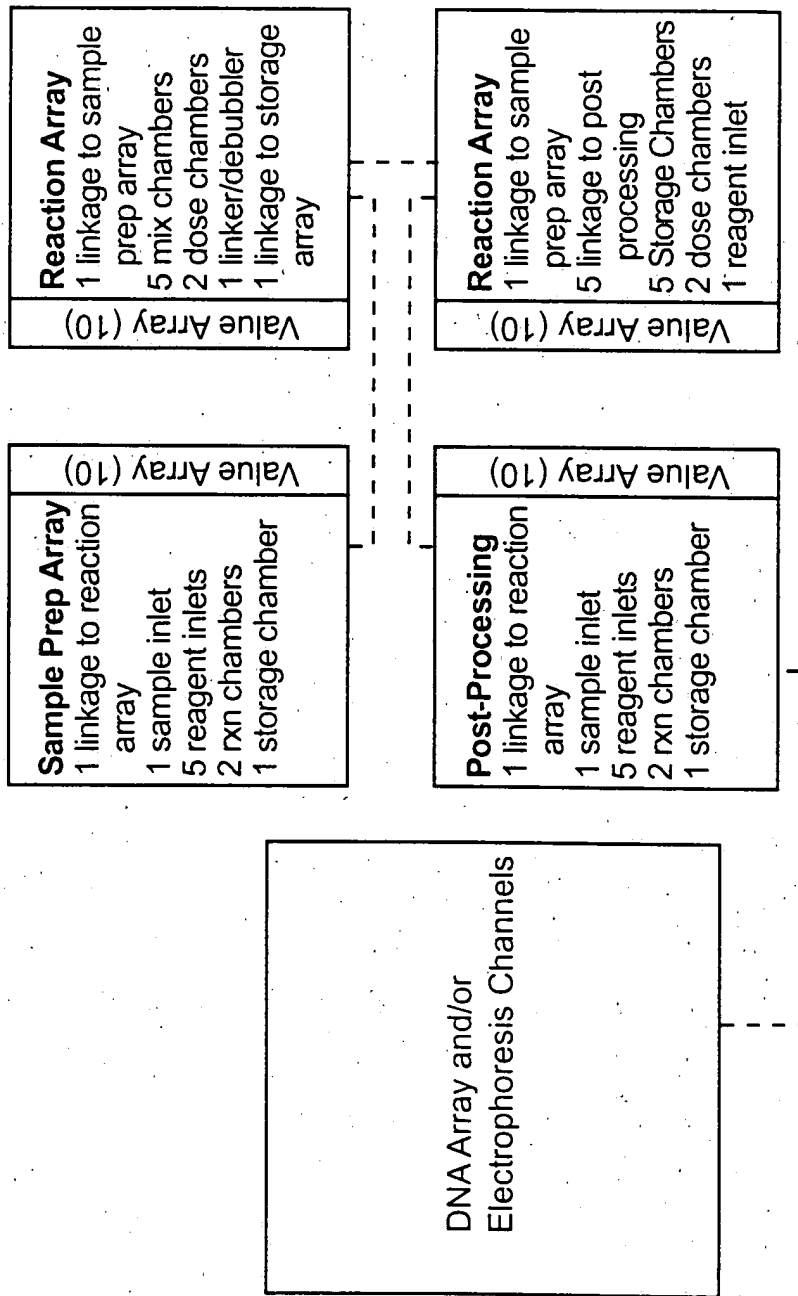 DNA Array and/or
Electrophoresis Channels
Sample Prep Array
1 linkage to reaction
array
1 sample inlet
5 reagent inlets
2 rxn chambers
1 storage chamber
Value Array (10)
Value Array (10)
Reaction Array
1 linkage to sample
prep array
5 mix chambers
2 dose chambers
1 linker/debubbler
1 linkage to storage
array
Post-Processing
1 linkage to reaction
array
1 sample inlet
5 reagent inlets
2 rxn chambers
1 storage chamber
Value Array (10)
Value Array (10)
Reaction Array
1 linkage to sample
prep array
5 linkage to post
processing
5 Storage Chambers
2 dose chambers
1 reagent inlet